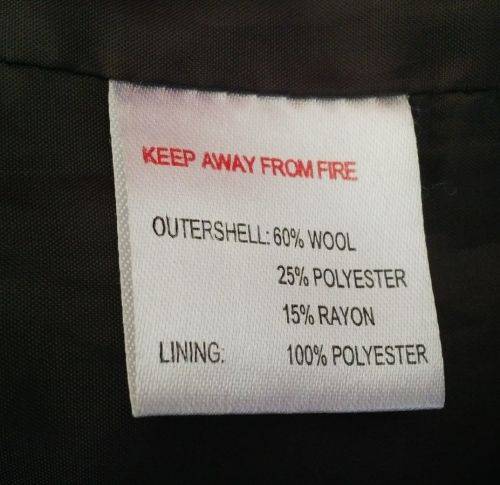 KEEP AWAY FROM FIRE
OUTERSHELL: 60% WOOL
25% POLYESTER
15% RAYON
LINING: 100% POLYESTER